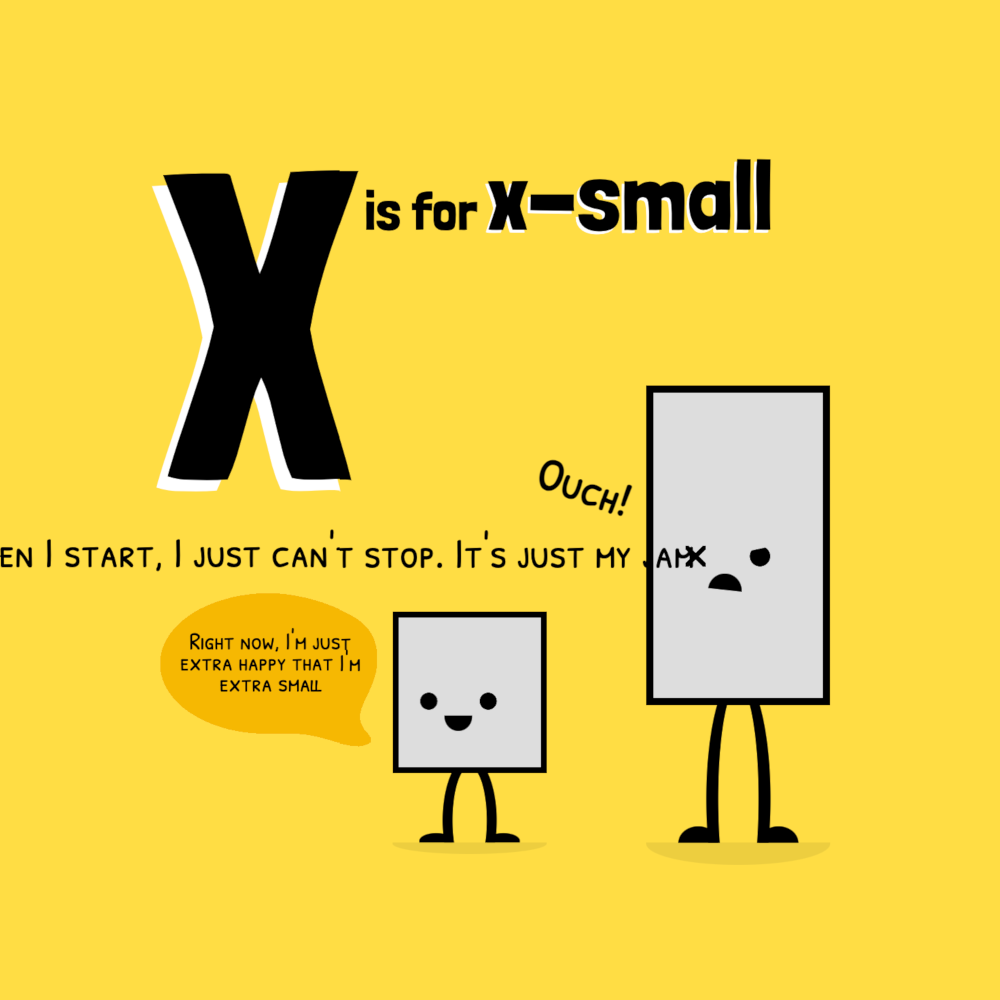 X is for x-small
Ouch!
en I start, I just can't stop. It's just my jam
Right now, I'm just
extra happy that I'm
extra small